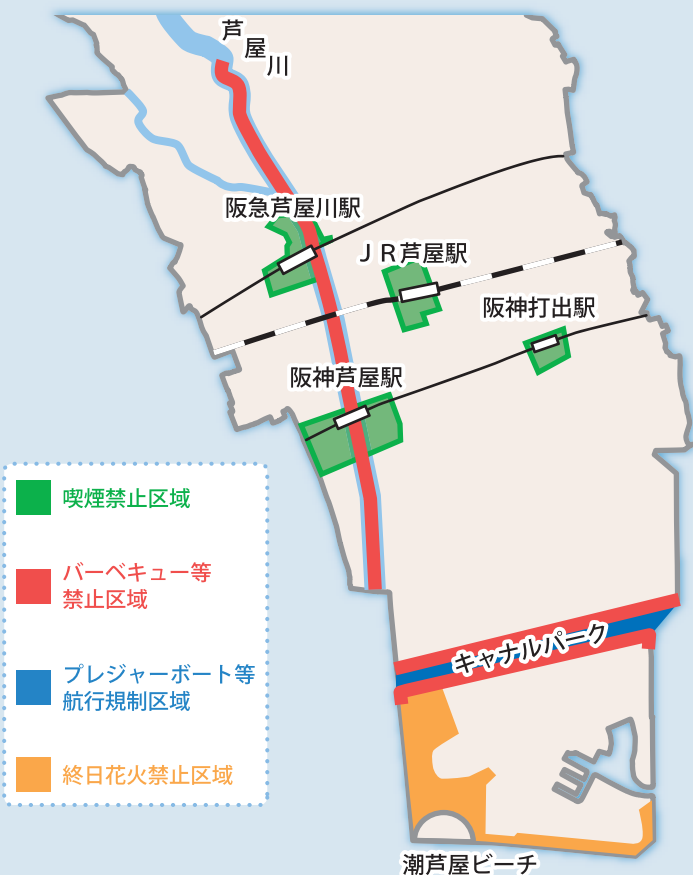 芦屋川
阪急芦屋川駅
ＪＲ芦屋駅
阪神打出駅
阪神芦屋駅
喫煙禁止区域
バーベキュー等
禁止区域
プレジャーボート等
航行規制区域
終日花火禁止区域
キャナルパーク
潮芦屋ビーチ